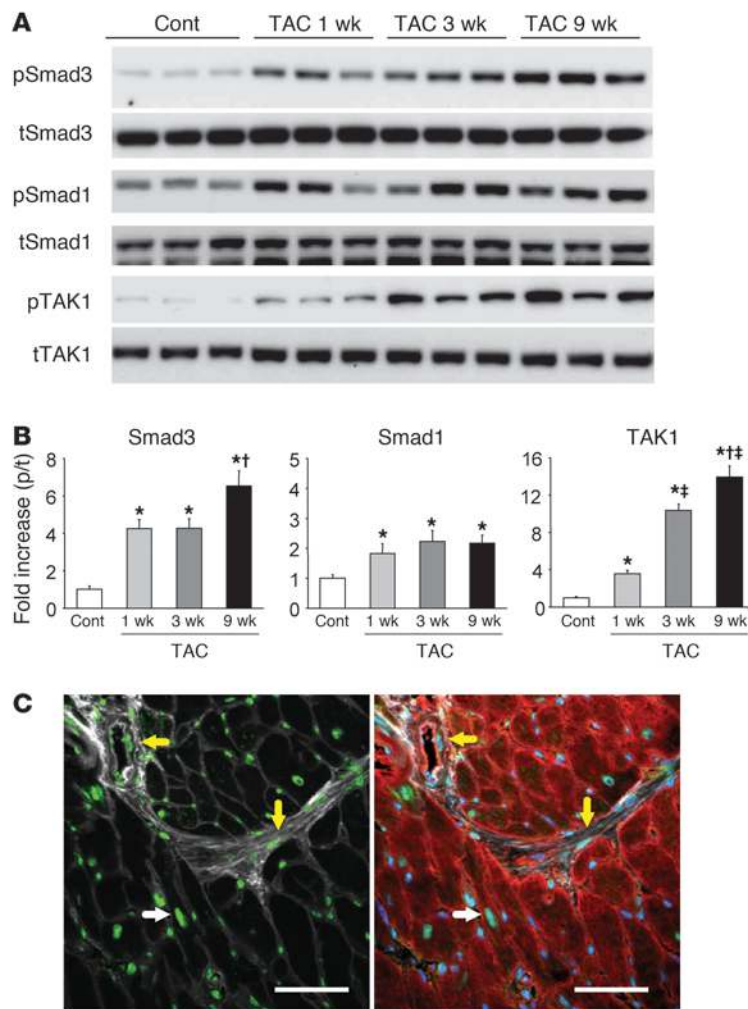 A
Cont TAC 1 wk TAC 3 wk TAC 9 wk
pSmad3
tSmad3
pSmad1
tSmad1
pTAK1
tTAK1
B
Smad3 Smad1 TAK1
Fold increase (p/t)
8
6
4
2
0
* * *†
Cont 1 wk 3 wk 9 wk
TAC
5
4
3
2
1
0
* * *
Cont 1 wk 3 wk 9 wk
TAC
16
12
8
4
0
* *‡ *†‡
Cont 1 wk 3 wk 9 wk
TAC
C